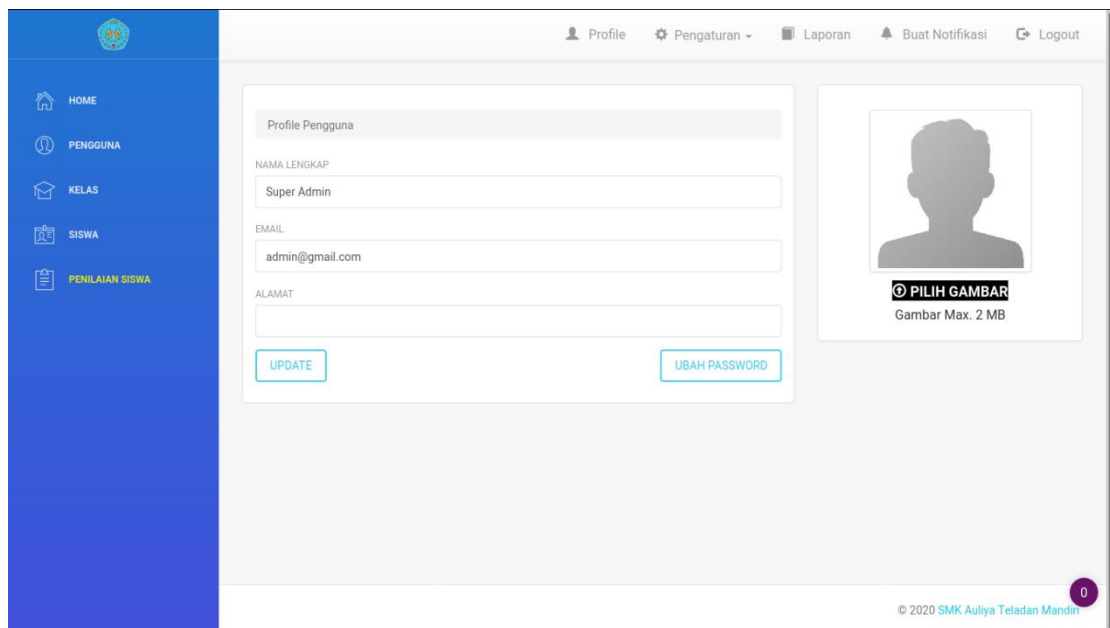 Profile
Pengaturan
Laporan
Buat Notifikasi
Logout
HOME
PENGGUNA
KELAS
SISWA
PENILAIAN SISWA
Profile Pengguna
NAMA LENGKAP
Super Admin
EMAIL
admin@gmail.com
ALAMAT
UPDATE
UBAH PASSWORD
PILIH GAMBAR
Gambar Max. 2 MB
0
© 2020 SMK Auliya Teladan Mandiri